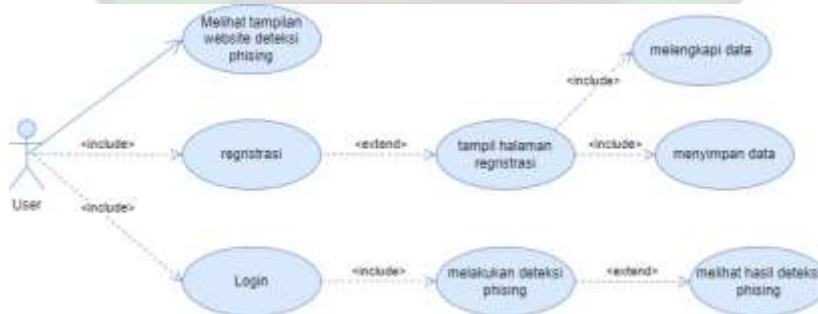 Melihat tampilan
website deteksi
phising
melengkapi data
<include>
<include>
regristrasi
<extend>
tampil halaman
regristrasi
<include>
menyimpan data
User
<include>
Login
<include>
melakukan deteksi
phising
<extend>
melihat hasil deteksi
phising